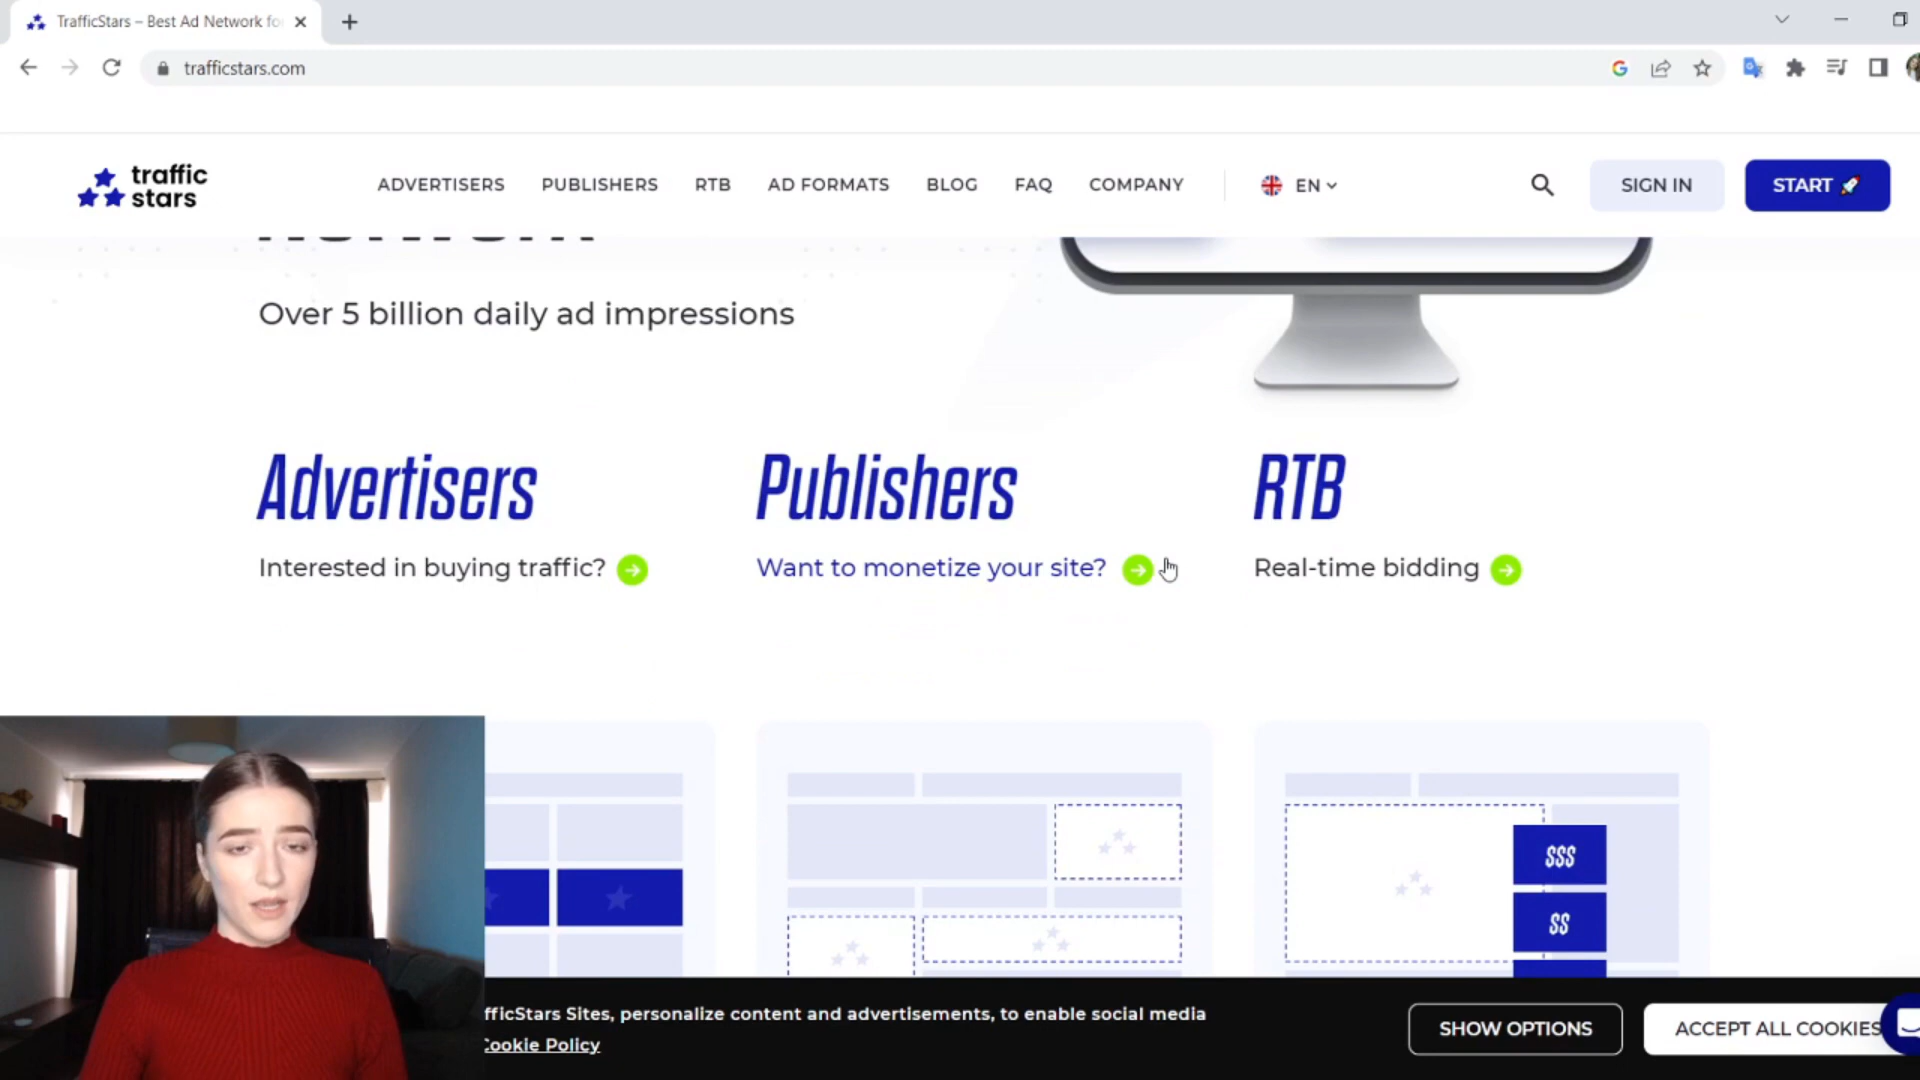 TrafficStars – Best Ad Network fo
trafficstars.com
traffic
stars
ADVERTISERS
PUBLISHERS
RTB
AD FORMATS
BLOG
FAQ
COMPANY
EN
SIGN IN
START
Over 5 billion daily ad impressions
Advertisers
Interested in buying traffic?
Publishers
Want to monetize your site?
RTB
Real-time bidding
$$$
$$
fficStars Sites, personalize content and advertisements, to enable social media
Cookie Policy
SHOW OPTIONS
ACCEPT ALL COOKIES